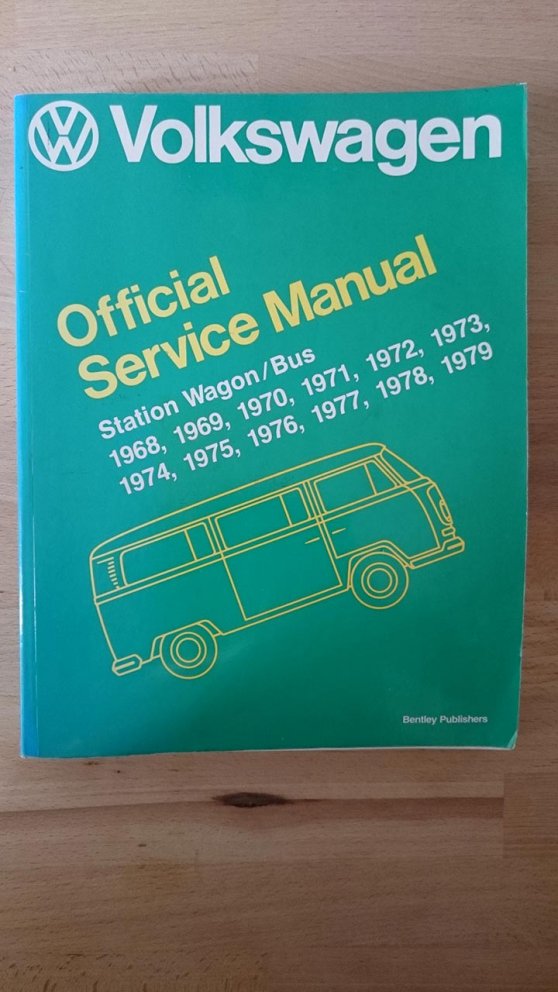 VW Volkswagen
Official
Service Manual
Station Wagon/Bus
1968, 1969, 1970, 1971, 1972, 1973,
1974, 1975, 1976, 1977, 1978, 1979
Bentley Publishers